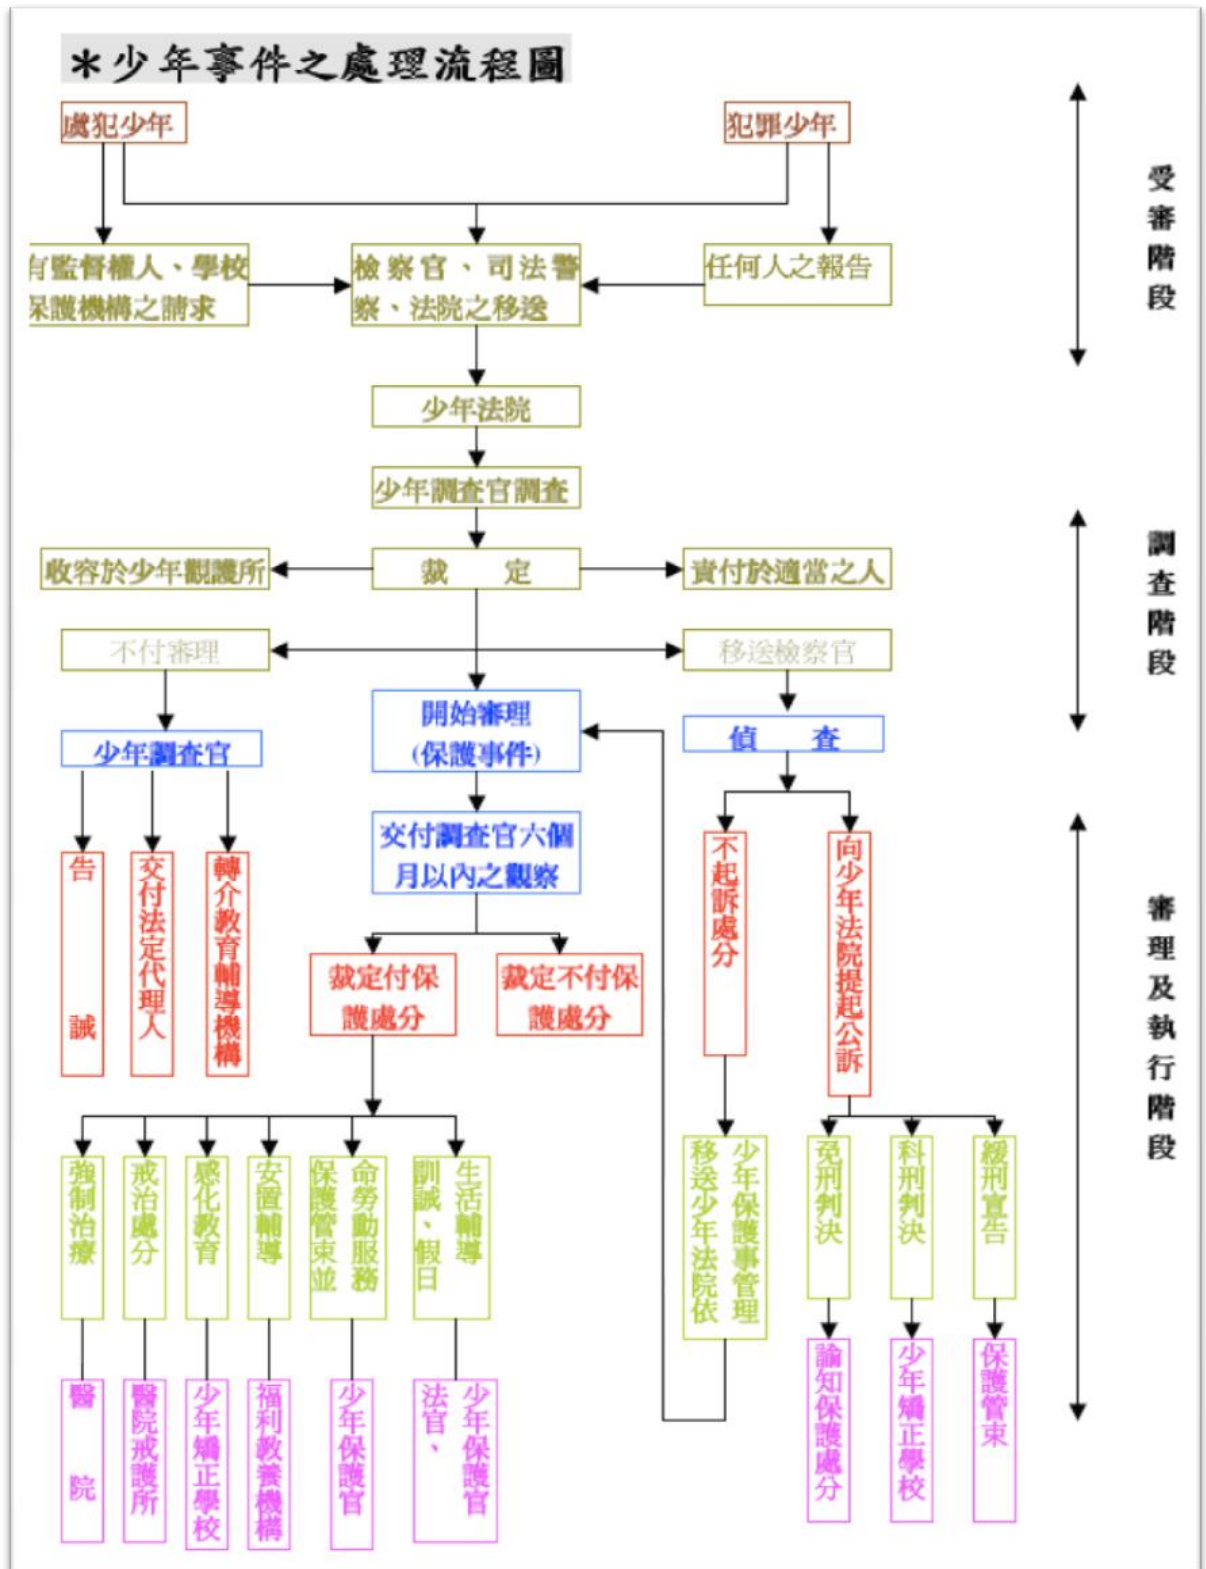 ＊少年事件之處理流程圖
虞犯少年
犯罪少年
受審階段
有監督權人、學校
保護機構之請求
檢察官、司法警
察、法院之移送
任何人之報告
少年法院
少年調查官調查
調查階段
收容於少年觀護所
裁 定
責付於適當之人
不付審理
移送檢察官
少年調查官
開始審理
(保護事件)
偵 查
交付調查官六個
月以內之觀察
告 誡
交付法定代理人
轉介教育輔導機構
不起訴處分
向少年法院提起公訴
審理及執行階段
裁定付保
護處分
裁定不付保
護處分
強制治療
戒治處分
感化教育
安置輔導
保護管束並
命勞動服務
訓誡、假日
生活輔導
移送少年法院依
少年保護事管理
免刑判決
科刑判決
緩刑宣告
醫 院
醫院戒護所
少年矯正學校
福利教養機構
少年保護官
法官、
少年保護官
諭知保護處分
少年矯正學校
保護管束